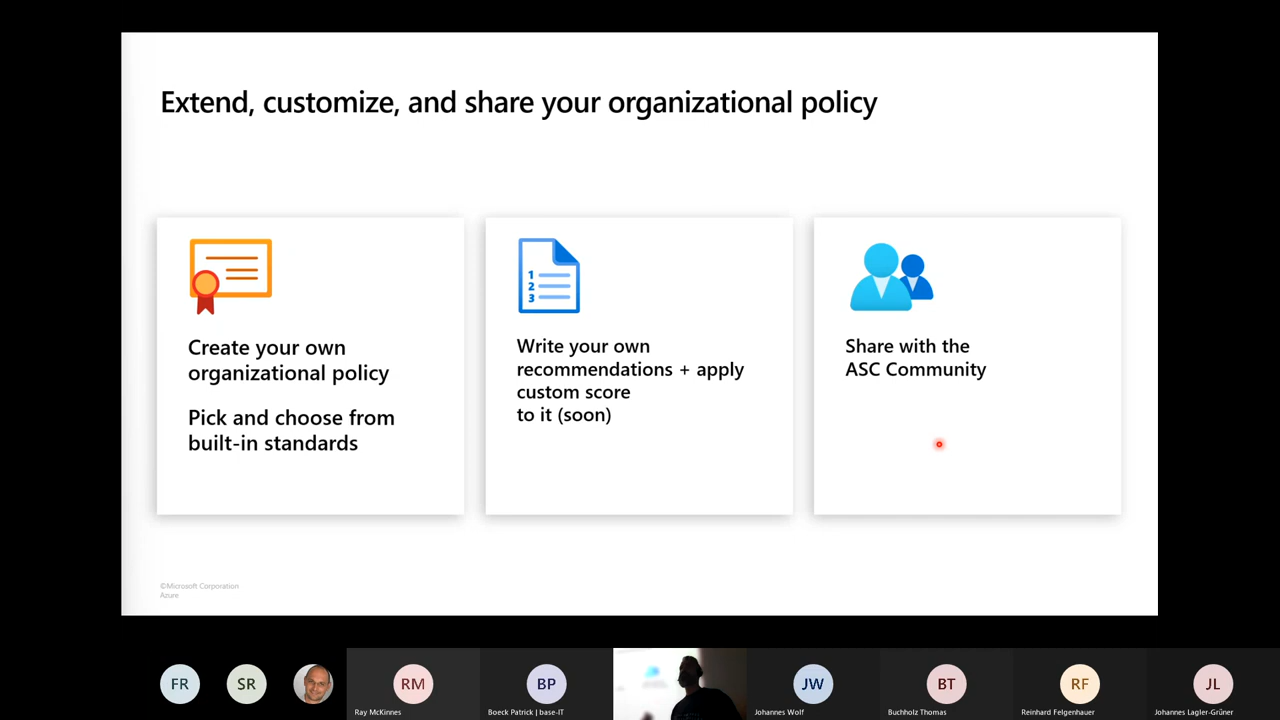 Extend, customize, and share your organizational policy
Create your own
organizational policy
Pick and choose from
built-in standards
1
2
3
Write your own
recommendations + apply
custom score
to it (soon)
Share with the
ASC Community
©Microsoft Corporation
Azure
FR
SR
RM
Ray McKinnes
BP
Boeck Patrick | base-IT
JW
Johannes Wolf
BT
Buchholz Thomas
RF
Reinhard Felgenhauer
JL
Johannes Lagler-Grüner